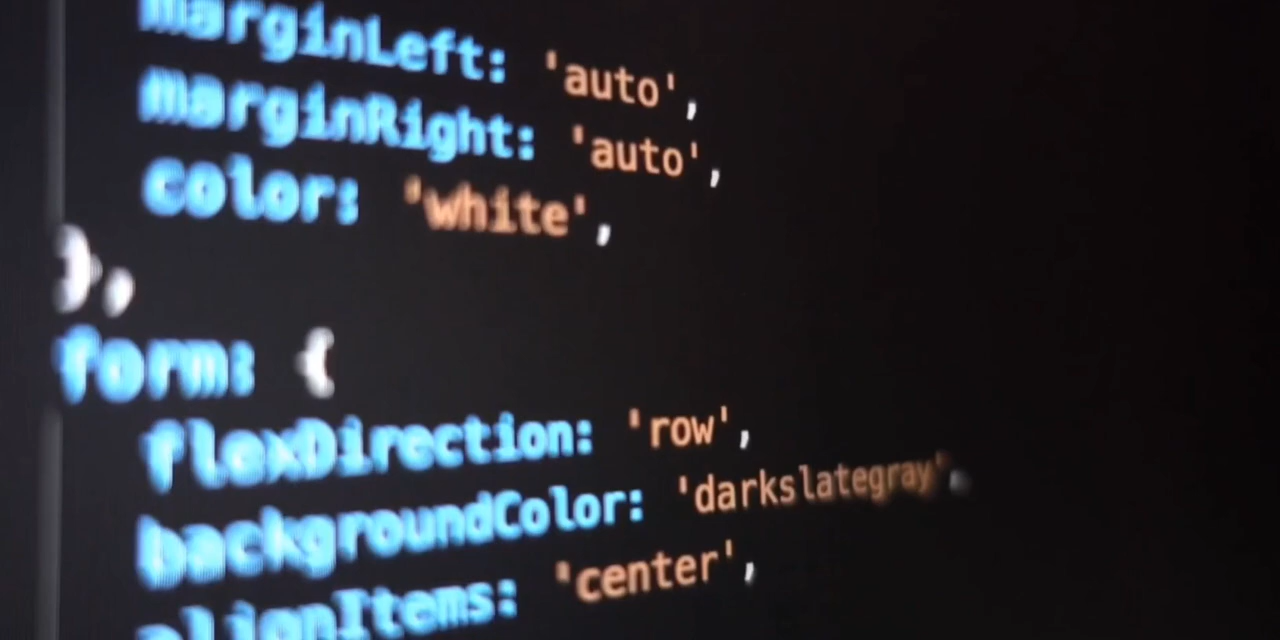 marginLeft: 'auto',
marginRight: 'auto',
color: 'white',
},
form: {
flexDirection: 'row',
backgroundColor: 'darkslategray',
alignItems: 'center',